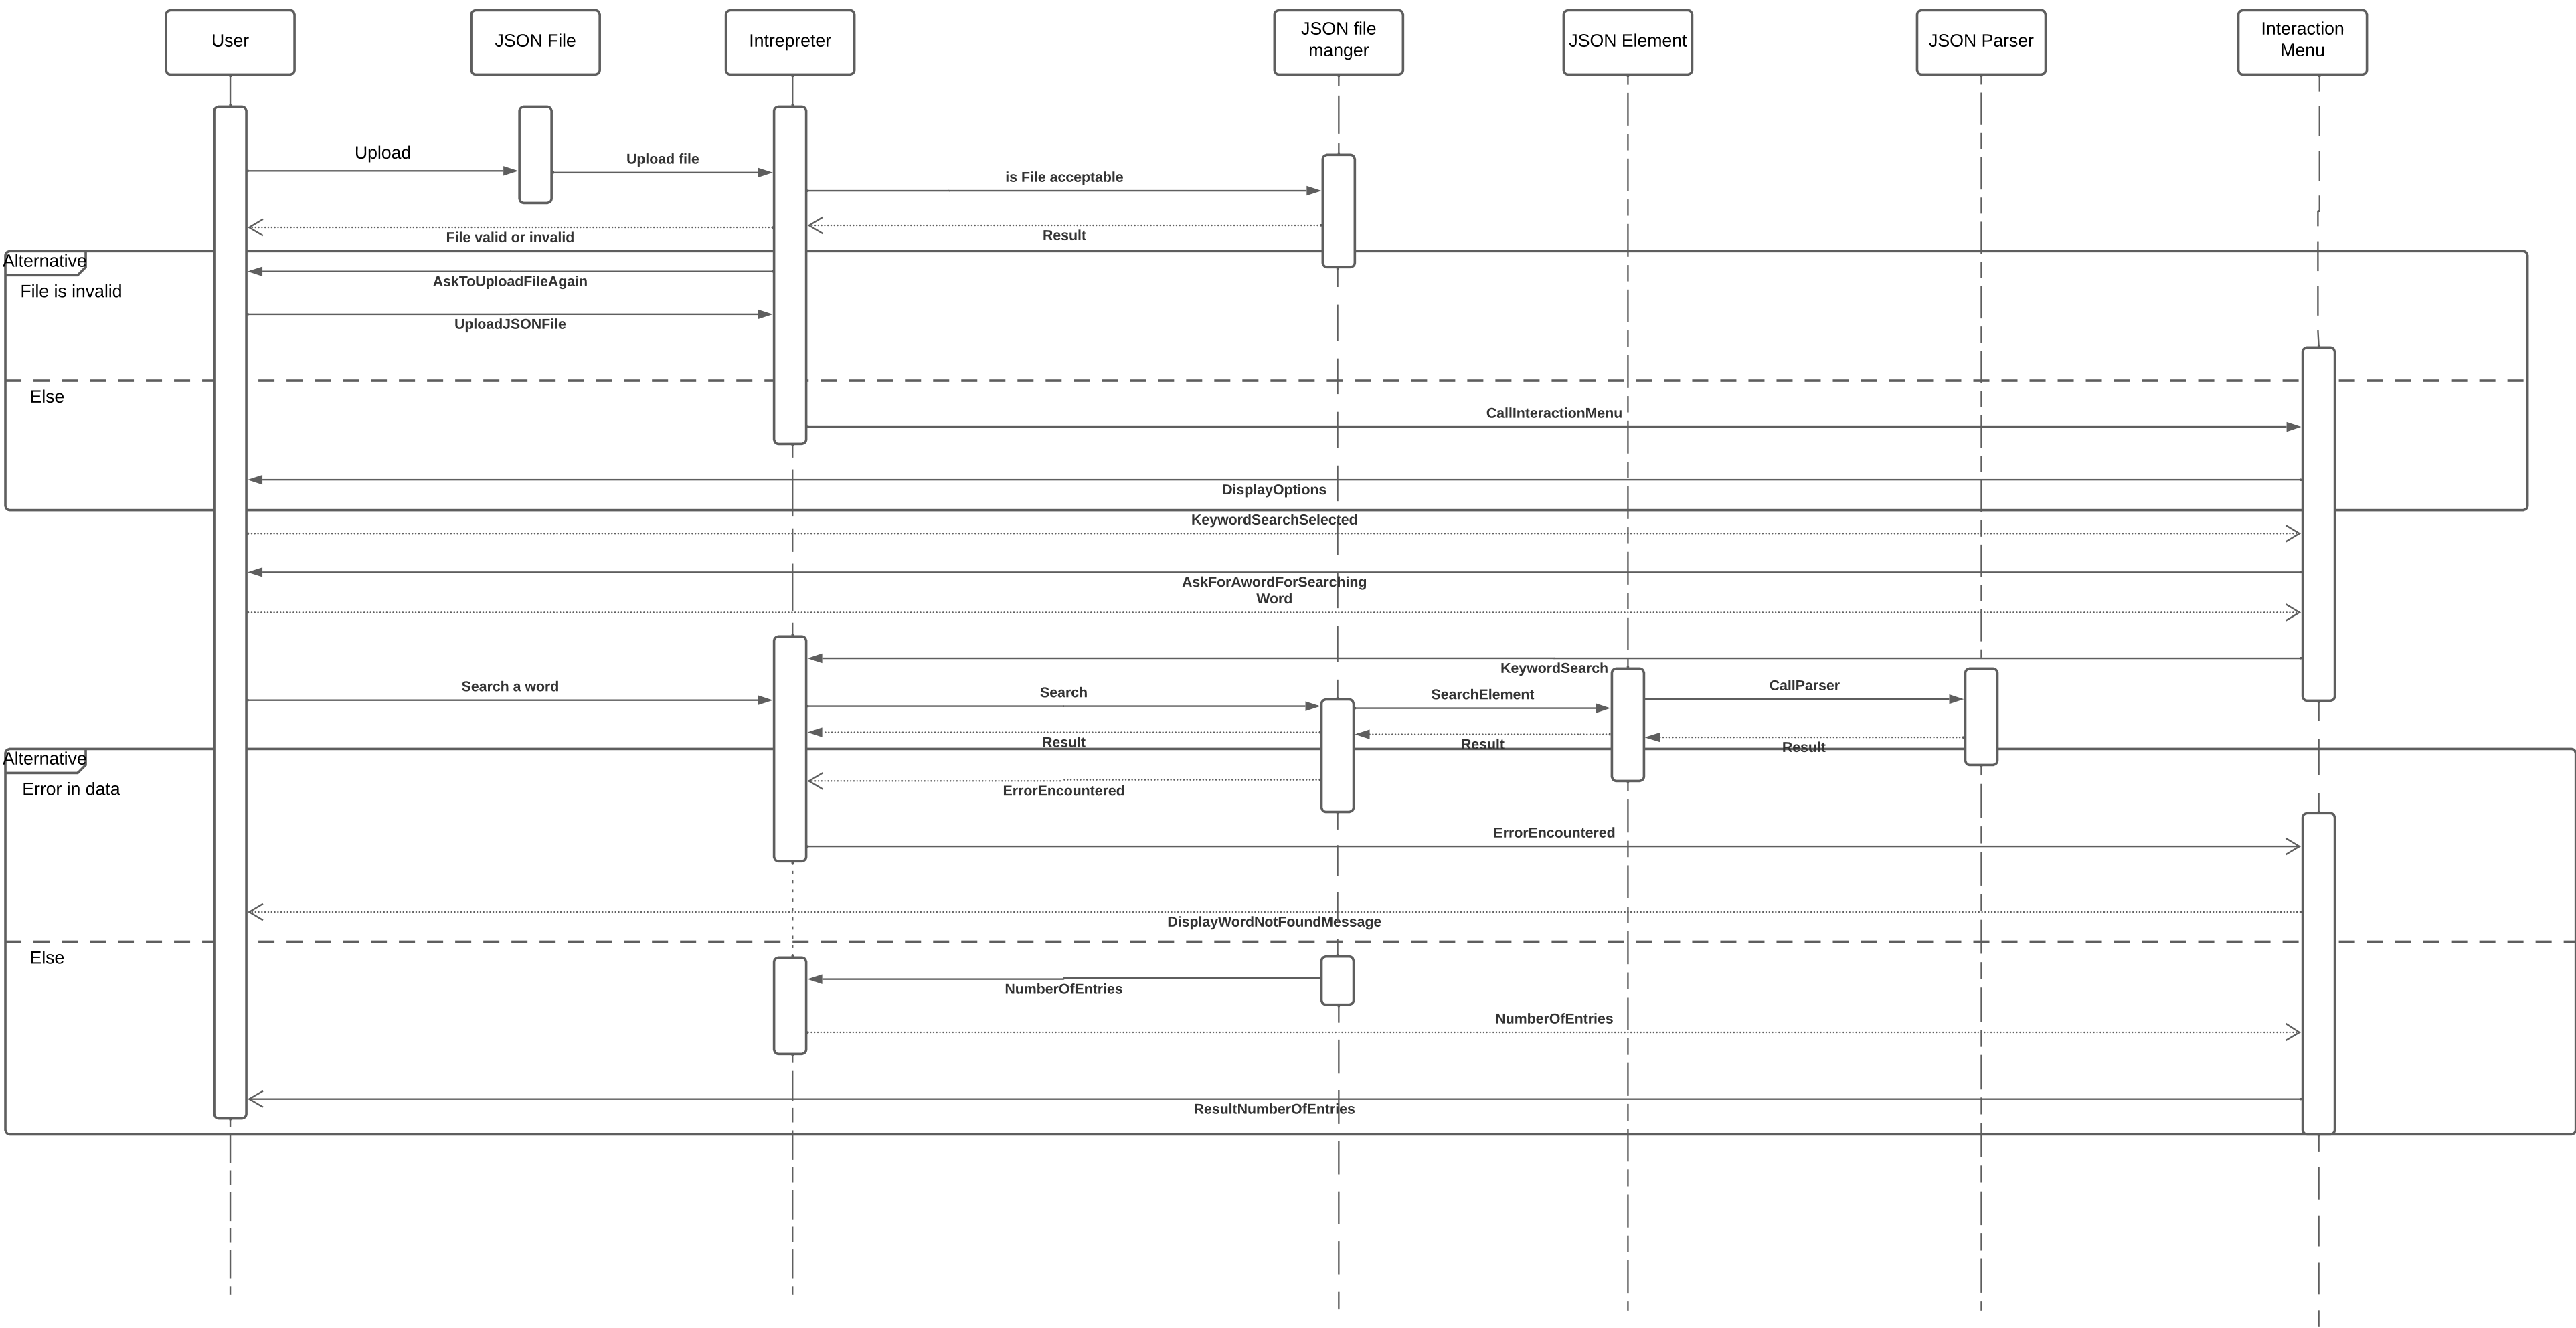 User
JSON File
Intrepreter
JSON file
manger
JSON Element
JSON Parser
Interaction
Menu
Upload
Upload file
is File acceptable
File valid or invalid
Result
Alternative
AskToUploadFileAgain
File is invalid
UploadJSONFile
Else
CallInteractionMenu
DisplayOptions
KeywordSearchSelected
AskForAwordForSearching
Word
KeywordSearch
Search a word
Search
SearchElement
CallParser
Result
Result
Result
Alternative
Error in data
ErrorEncountered
ErrorEncountered
DisplayWordNotFoundMessage
Else
NumberOfEntries
NumberOfEntries
ResultNumberOfEntries